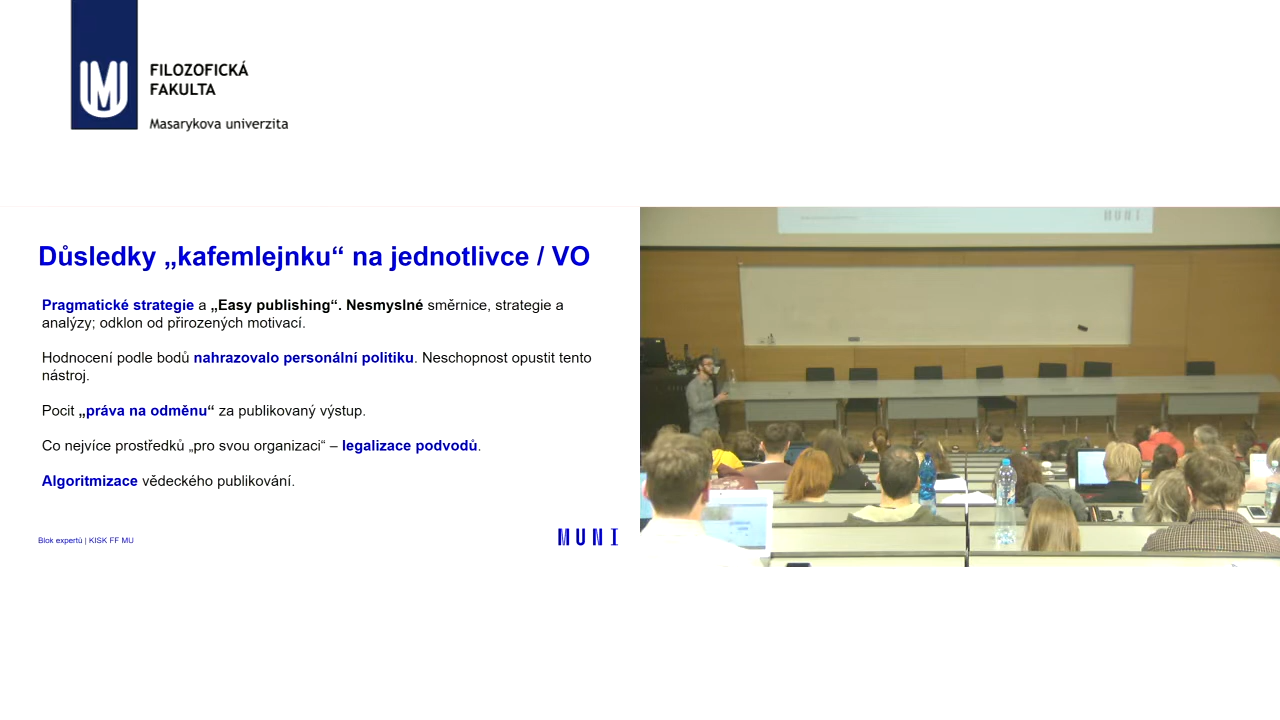 FILOZOFICKÁ
FAKULTA
Masarykova univerzita
Důsledky „kafemlejnku“ na jednotlivce / VO
Pragmatické strategie a „Easy publishing“. Nesmyslné směrnice, strategie a
analýzy; odklon od přirozených motivací.
Hodnocení podle bodů nahrazovalo personální politiku. Neschopnost opustit tento
nástroj.
Pocit „práva na odměnu“ za publikovaný výstup.
Co nejvíce prostředků „pro svou organizaci“ – legalizace podvodů.
Algoritmizace vědeckého publikování.
Blok expertů | KISK FF MU
MUNI
MUNI